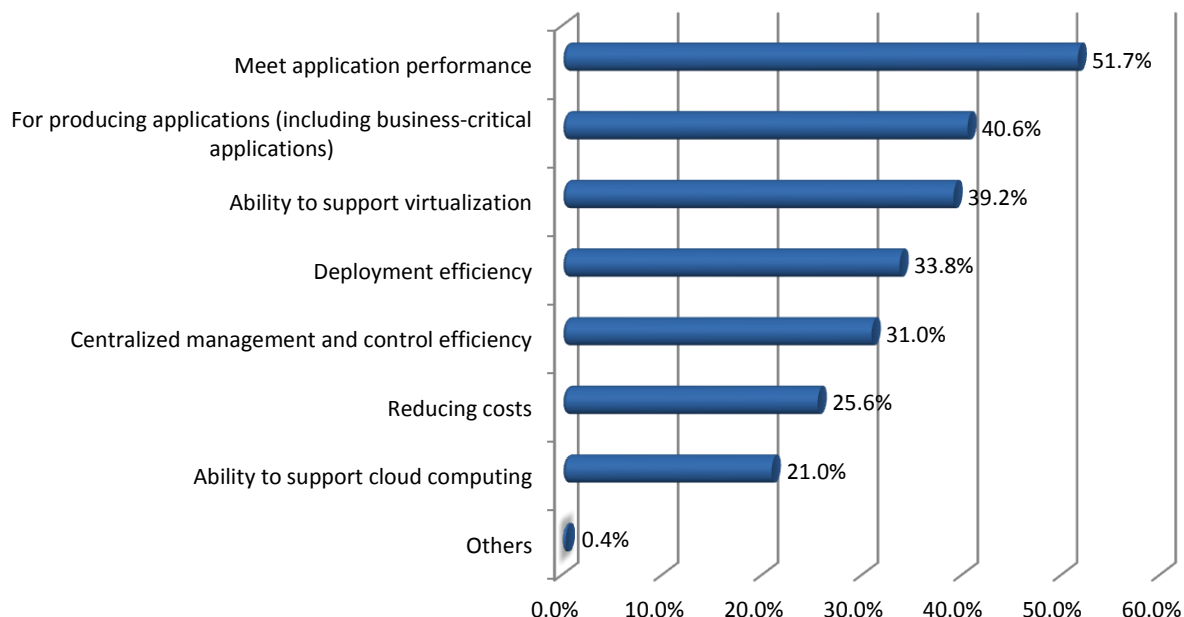 Meet application performance
51.7%
For producing applications (including business-critical
applications)
40.6%
Ability to support virtualization
39.2%
Deployment efficiency
33.8%
Centralized management and control efficiency
31.0%
Reducing costs
25.6%
Ability to support cloud computing
21.0%
Others
0.4%
0.0% 10.0% 20.0% 30.0% 40.0% 50.0% 60.0%